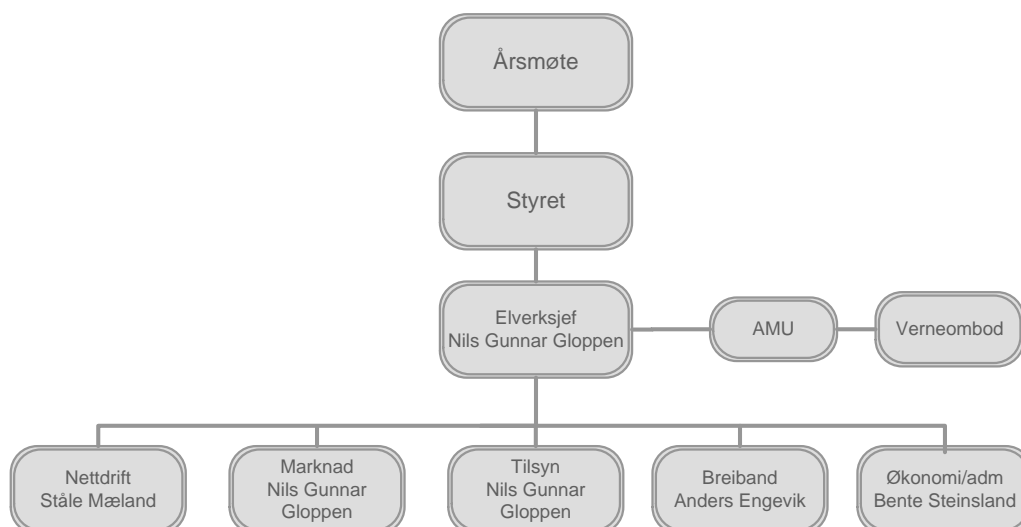 Årsmøte
Styret
Elverksjef
Nils Gunnar Gloppen
AMU
Verneombod
Nettdrift
Ståle Mæland
Marknad
Nils Gunnar
Gloppen
Tilsyn
Nils Gunnar
Gloppen
Breiband
Anders Engevik
Økonomi/adm
Bente Steinsland